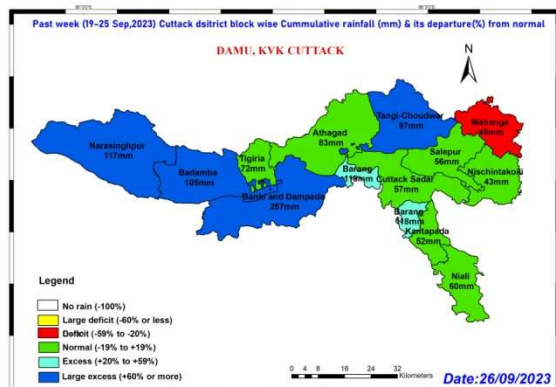 Past week (19-25 Sep,2023) Cuttack dsitrict block wise Cummulative rainfall (mm) & its departure(%) from normal
DAMU, KVK CUTTACK
N
Narasinghpur
117mm
Badamba
105mm
Tigiria
72mm
Banki and Dampada
257mm
Athagad
83mm
Tangi-Choudwar
97mm
Mahanga
45mm
Salepur
56mm
Nischintakoili
43mm
Barang
118mm
Cuttack Sadar
57mm
Barang
118mm
Kantapada
52mm
Niali
60mm
Legend
No rain (-100%)
Large deficit (-60% or less)
Deficit (-59% to -20%)
Normal (-19% to +19%)
Excess (+20% to +59%)
Large excess (+60% or more)
0 4 8 16 24 32
Kilometers
Date:26/09/2023